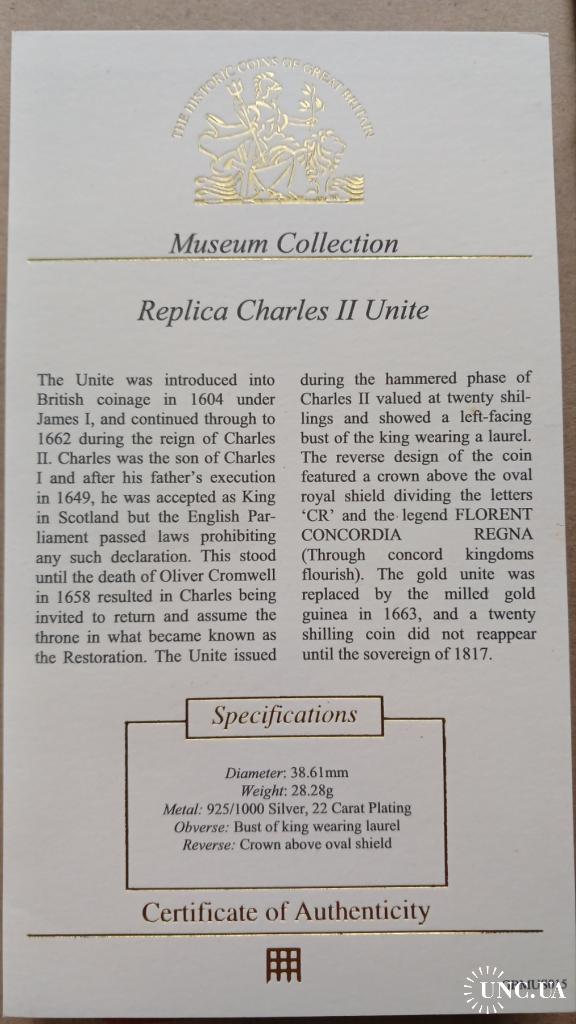 THE HISTORIC COINS OF GREAT BRITAIN
Museum Collection
Replica Charles II Unite
The Unite was introduced into
British coinage in 1604 under
James I, and continued through to
1662 during the reign of Charles
II. Charles was the son of Charles
I and after his father's execution
in 1649, he was accepted as King
in Scotland but the English Par-
liament passed laws prohibiting
any such declaration. This stood
until the death of Oliver Cromwell
in 1658 resulted in Charles being
invited to return and assume the
throne in what became known as
the Restoration. The Unite issued
during the hammered phase of
Charles II valued at twenty shil-
lings and showed a left-facing
bust of the king wearing a laurel.
The reverse design of the coin
featured a crown above the oval
royal shield dividing the letters
'CR' and the legend FLORENT
CONCORDIA REGNA
(Through concord kingdoms
flourish). The gold unite was
replaced by the milled gold
guinea in 1663, and a twenty
shilling coin did not reappear
until the sovereign of 1817.
Specifications
Diameter: 38.61mm
Weight: 28.28g
Metal: 925/1000 Silver, 22 Carat Plating
Obverse: Bust of king wearing laurel
Reverse: Crown above oval shield
Certificate of Authenticity
UNC.UA